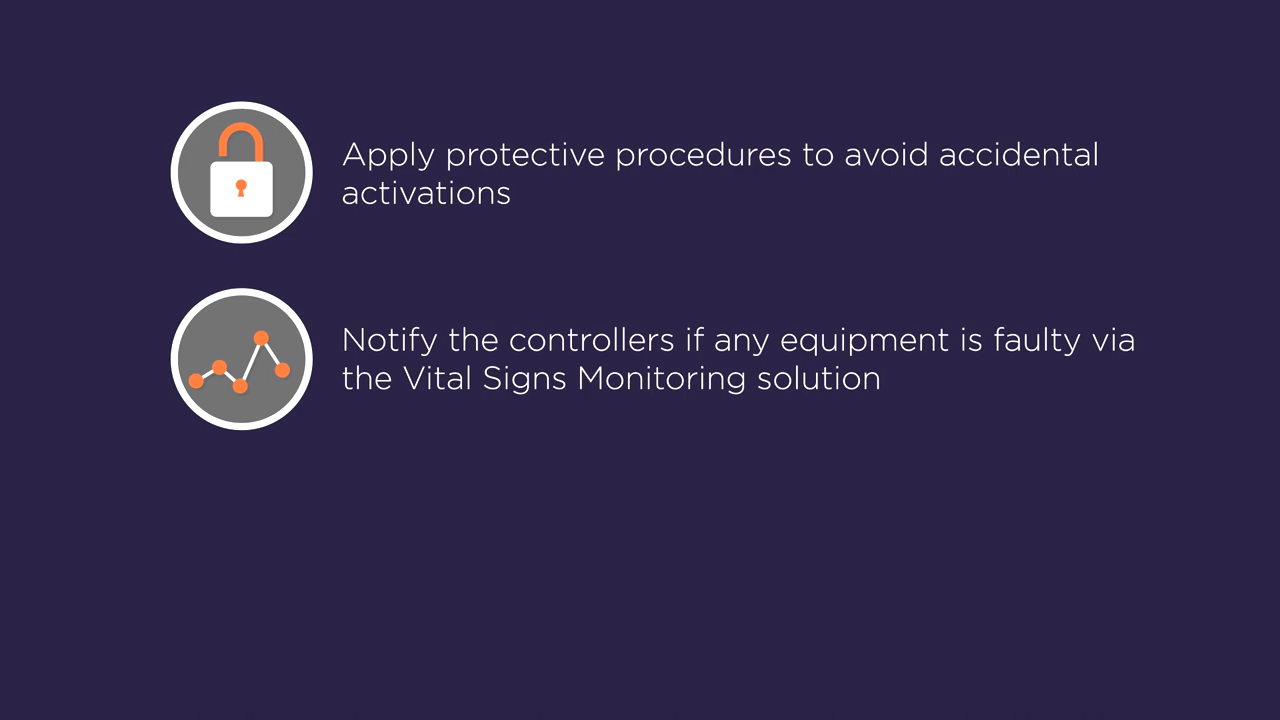 Apply protective procedures to avoid accidental
activations
Notify the controllers if any equipment is faulty via
the Vital Signs Monitoring solution